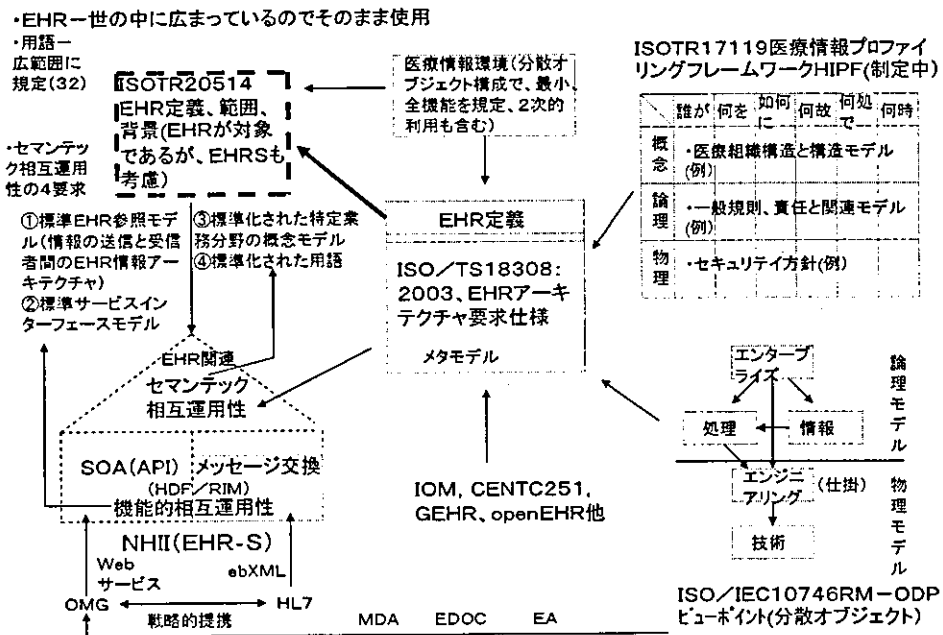 ・EHRー世の中に広まっているのでそのまま使用
・用語ー
広範囲に
規定(32)
ISOTR20514
EHR定義、範囲、
背景(EHRが対象
であるが、EHRSも
考慮)
医療情報環境(分散オ
ブジェクト構成で、最小、
全機能を規定、2次的
利用も含む)
ISOTR17119医療情報プロファイ
リングフレームワークHIPF(制定中)
誰が 何を 如何に 何故 何処で 何時
概念 ・医療組織構造と構造モデル
(例)
論理 ・一般規則、責任と関連モデル
(例)
物理 ・セキュリテイ方針(例)
・セマンテッ
ク相互運用
性の4要求
①標準EHR参照モデ
ル(情報の送信と受信
者間のEHR情報アー
キテクチャ)
②標準サービスイン
ターフェースモデル
③標準化された特定業
務分野の概念モデル
④標準化された用語
EHR定義
ISO/TS18308:
2003、EHRアーキ
テクチャ要求仕様
メタモデル
EHR関連
セマンテック
相互運用性
SOA(API) メッセージ交換
(HDF/RIM)
機能的相互運用性
NHII(EHR-S)
Web
サービス
ebXML
OMG
HL7
戦略的提携
MDA EDOC EA
IOM, CENTC251,
GEHR、openEHR他
エンタープ
ライズ
処理
情報
エンジニ
アリング
(仕掛)
技術
論理モデル
物理モデル
ISO/IEC10746RM-ODP
ビューポイント(分散オブジェクト)